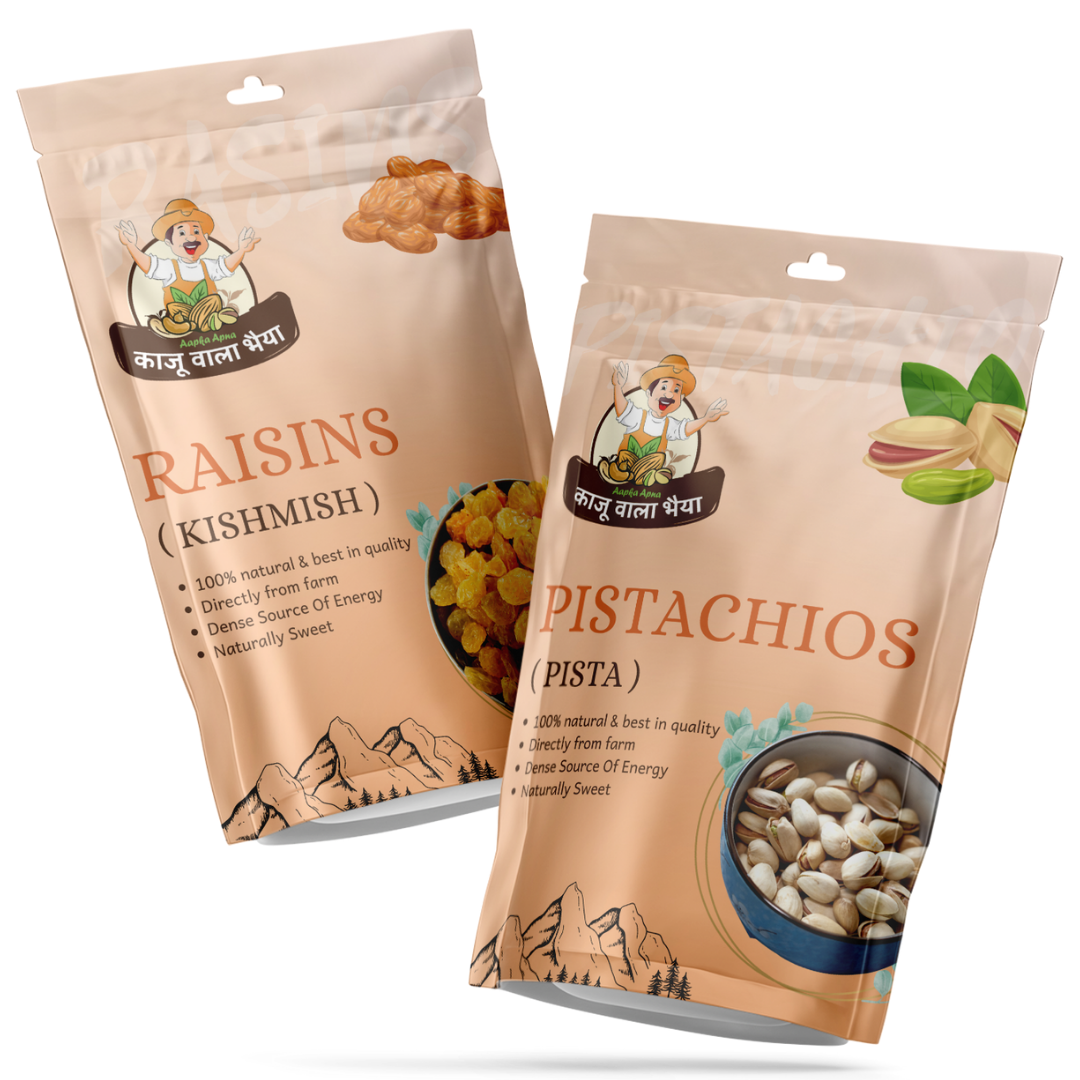 RASINS
Aapka Apna
काजू वाला भैया
RAISINS
( KISHMISH )
• 100% natural & best in quality
• Directly from farm
• Dense Source Of Energy
• Naturally Sweet
Aapka Apna
काजू वाला भैया
PISTACHIOS
( PISTA )
• 100% natural & best in quality
• Directly from farm
• Dense Source Of Energy
• Naturally Sweet